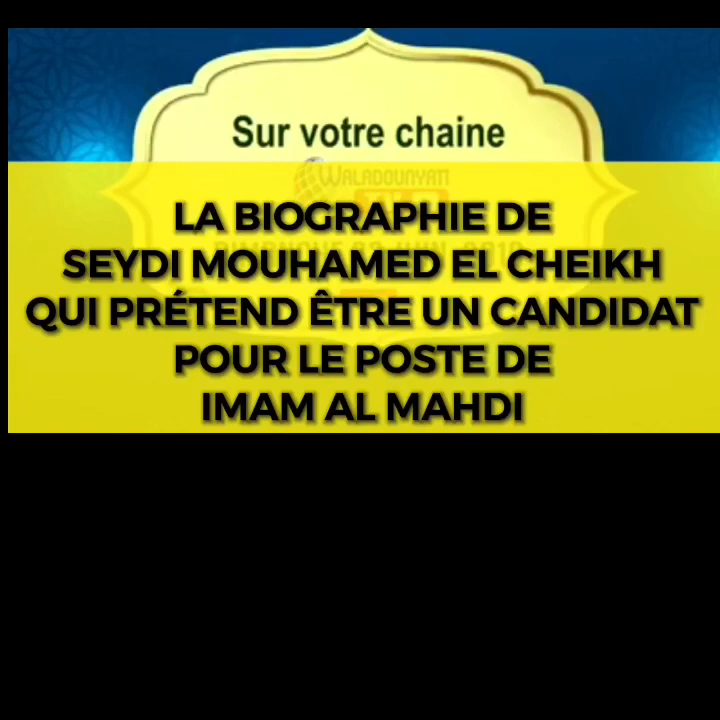 Sur votre chaine
WALADOUNYATI
LA BIOGRAPHIE DE
SEYDI MOUHAMED EL CHEIKH
QUI PRÉTEND ÊTRE UN CANDIDAT
POUR LE POSTE DE
IMAM AL MAHDI